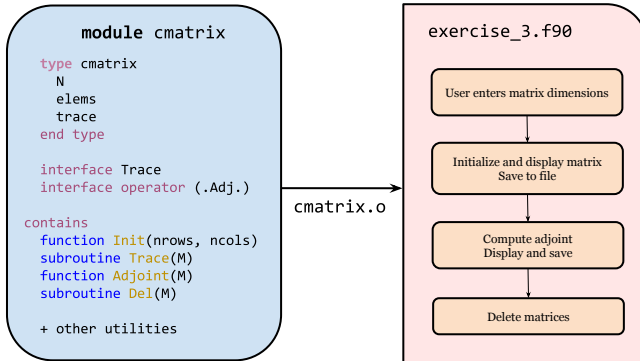 module cmatrix
type cmatrix
N
elems
trace
end type
interface Trace
interface operator (.Adj.)
contains
function Init(nrows, ncols)
subroutine Trace(M)
function Adjoint(M)
subroutine Del(M)
+ other utilities
cmatrix.o
exercise_3.f90
User enters matrix dimensions
Initialize and display matrix
Save to file
Compute adjoint
Display and save
Delete matrices